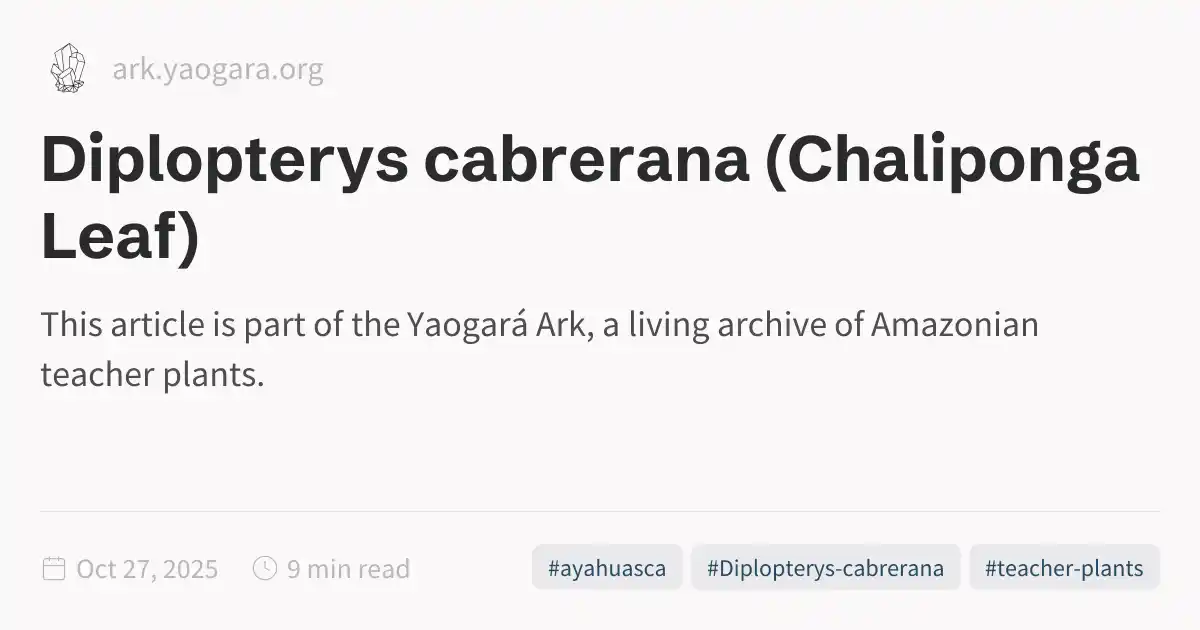 ark.yaogara.org
Diplopterys cabrerana (Chaliponga
Leaf)
This article is part of the Yaogará Ark, a living archive of Amazonian
teacher plants.
Oct 27, 2025
9 min read
#ayahuasca
#Diplopterys-cabrerana
#teacher-plants